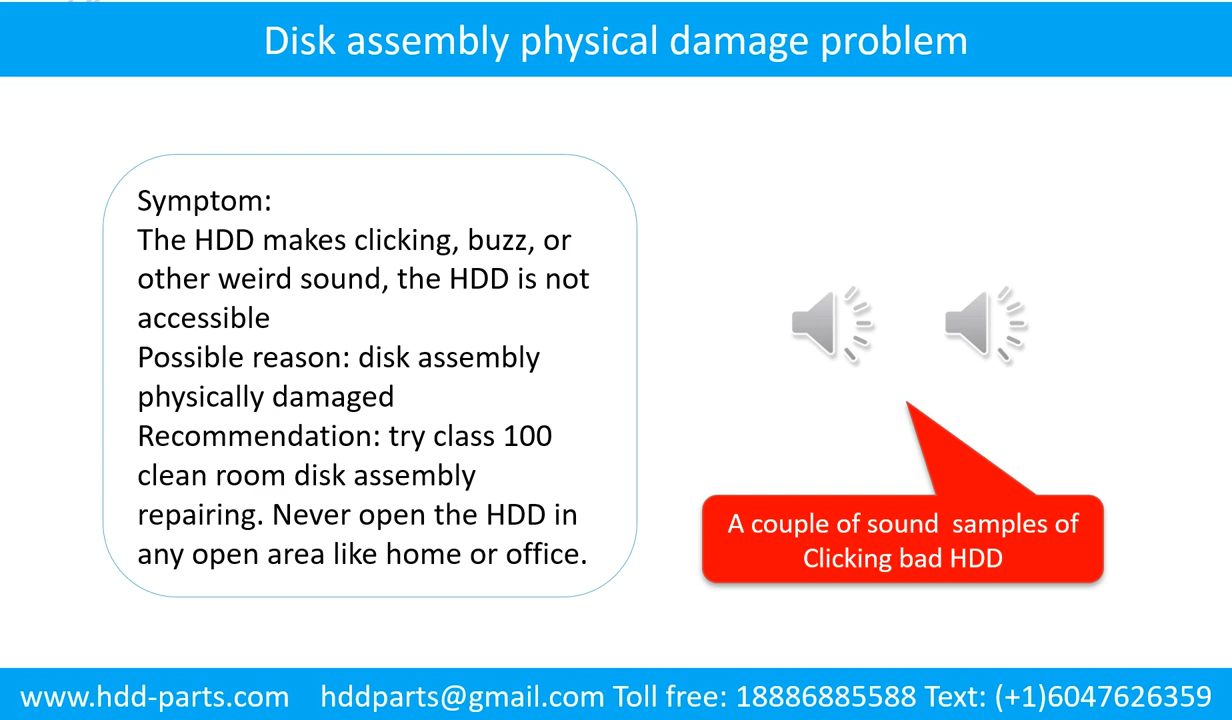 Disk assembly physical damage problem
Symptom:
The HDD makes clicking, buzz, or
other weird sound, the HDD is not
accessible
Possible reason: disk assembly
physically damaged
Recommendation: try class 100
clean room disk assembly
repairing. Never open the HDD in
any open area like home or office.
A couple of sound  samples of
Clicking bad HDD
www.hdd-parts.com    hddparts@gmail.com Toll free: 18886885588 Text: (+1)6047626359